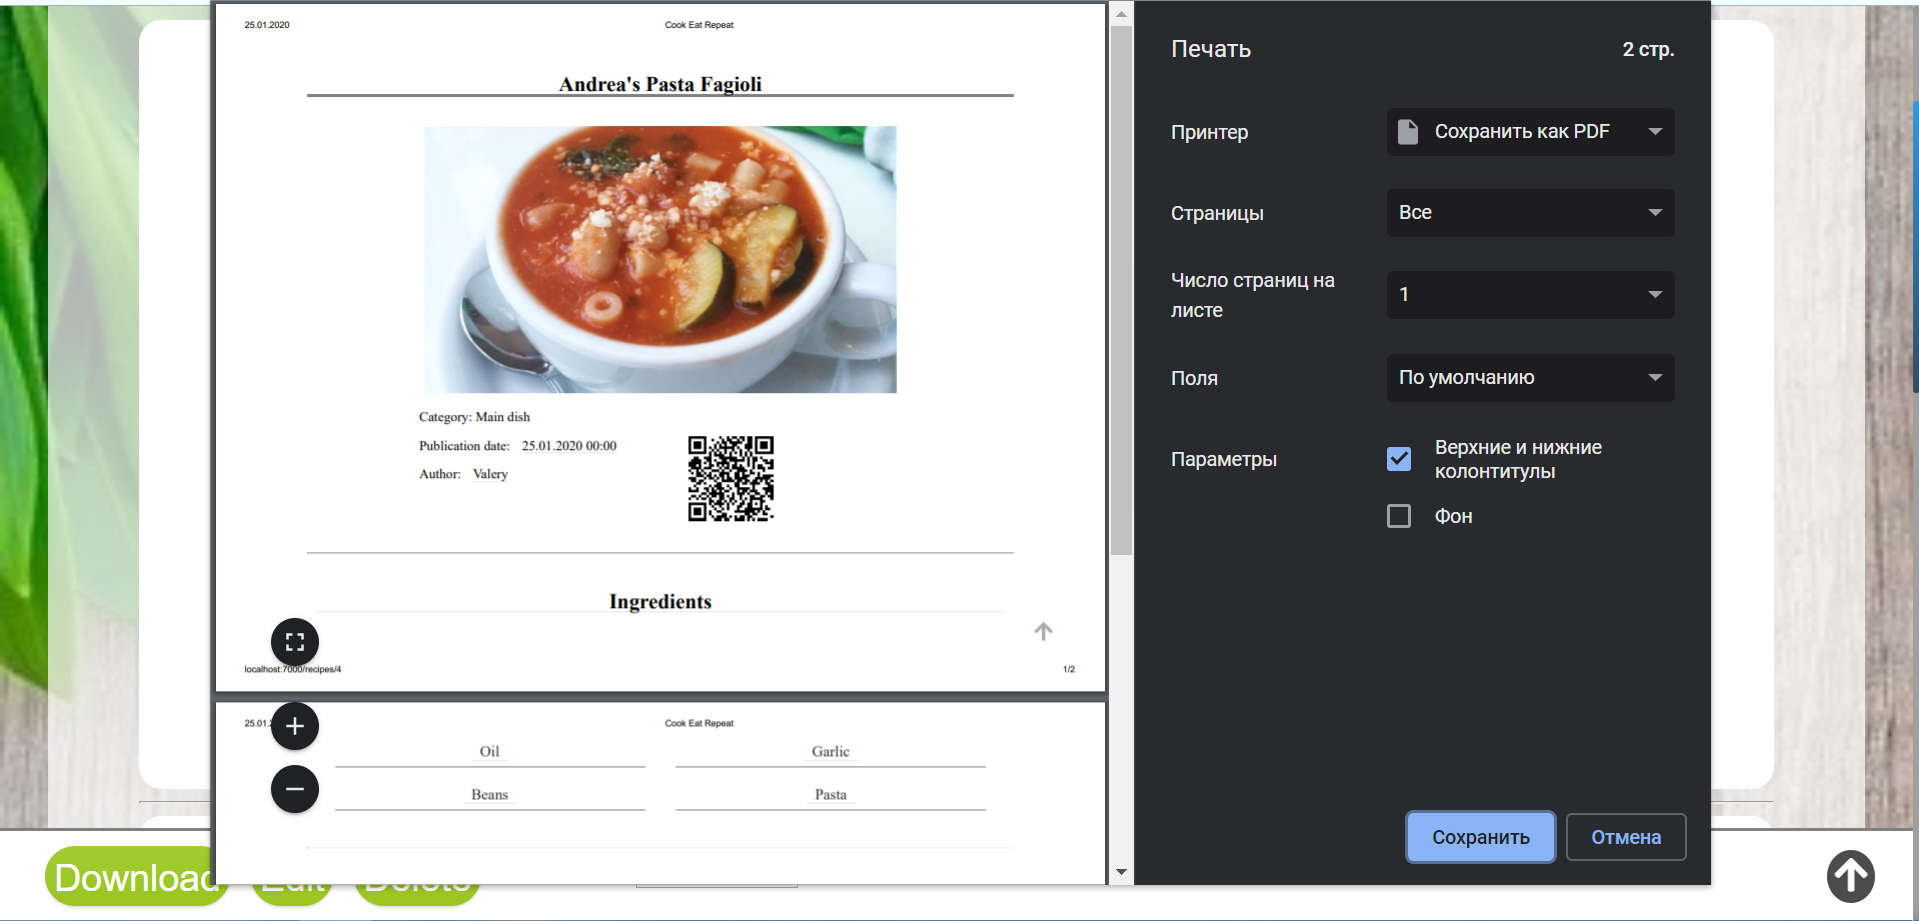 25.01.2020
Cook Eat Repeat
Andrea's Pasta Fagioli
Category: Main dish
Publication date: 25.01.2020 00:00
Author: Valery
Ingredients
localhost:7000/recipes/4
1/2
25.01.2
Cook Eat Repeat
Oil
Garlic
Beans
Pasta
Печать
2 стр.
Принтер
Сохранить как PDF
Страницы
Все
Число страниц на
листе
1
Поля
По умолчанию
Параметры
Верхние и нижние
колонтитулы
Фон
Сохранить
Отмена
Download
Edit
Delete